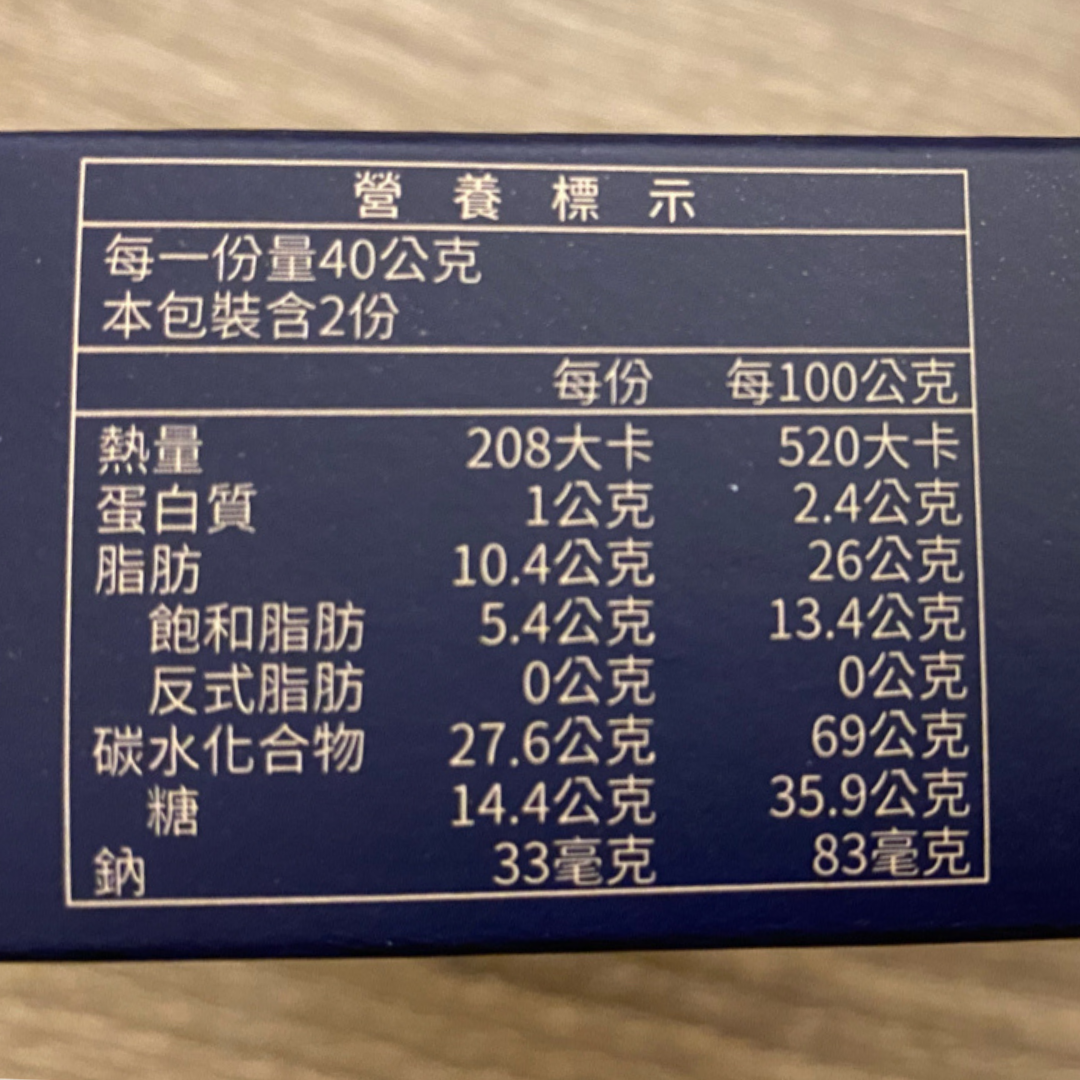 營養標示
每一份量40公克
本包裝含2份
每份 每100公克
熱量 208大卡 520大卡
蛋白質 1公克 2.4公克
脂肪 10.4公克 26公克
飽和脂肪 5.4公克 13.4公克
反式脂肪 0公克 0公克
碳水化合物 27.6公克 69公克
糖 14.4公克 35.9公克
鈉 33毫克 83毫克